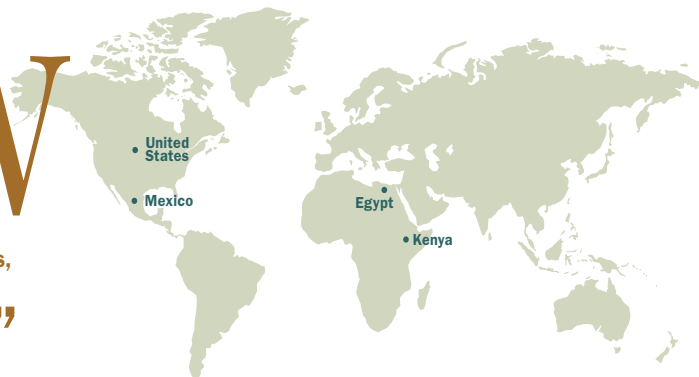 W
United
States
Mexico
Egypt
Kenya
s,
”